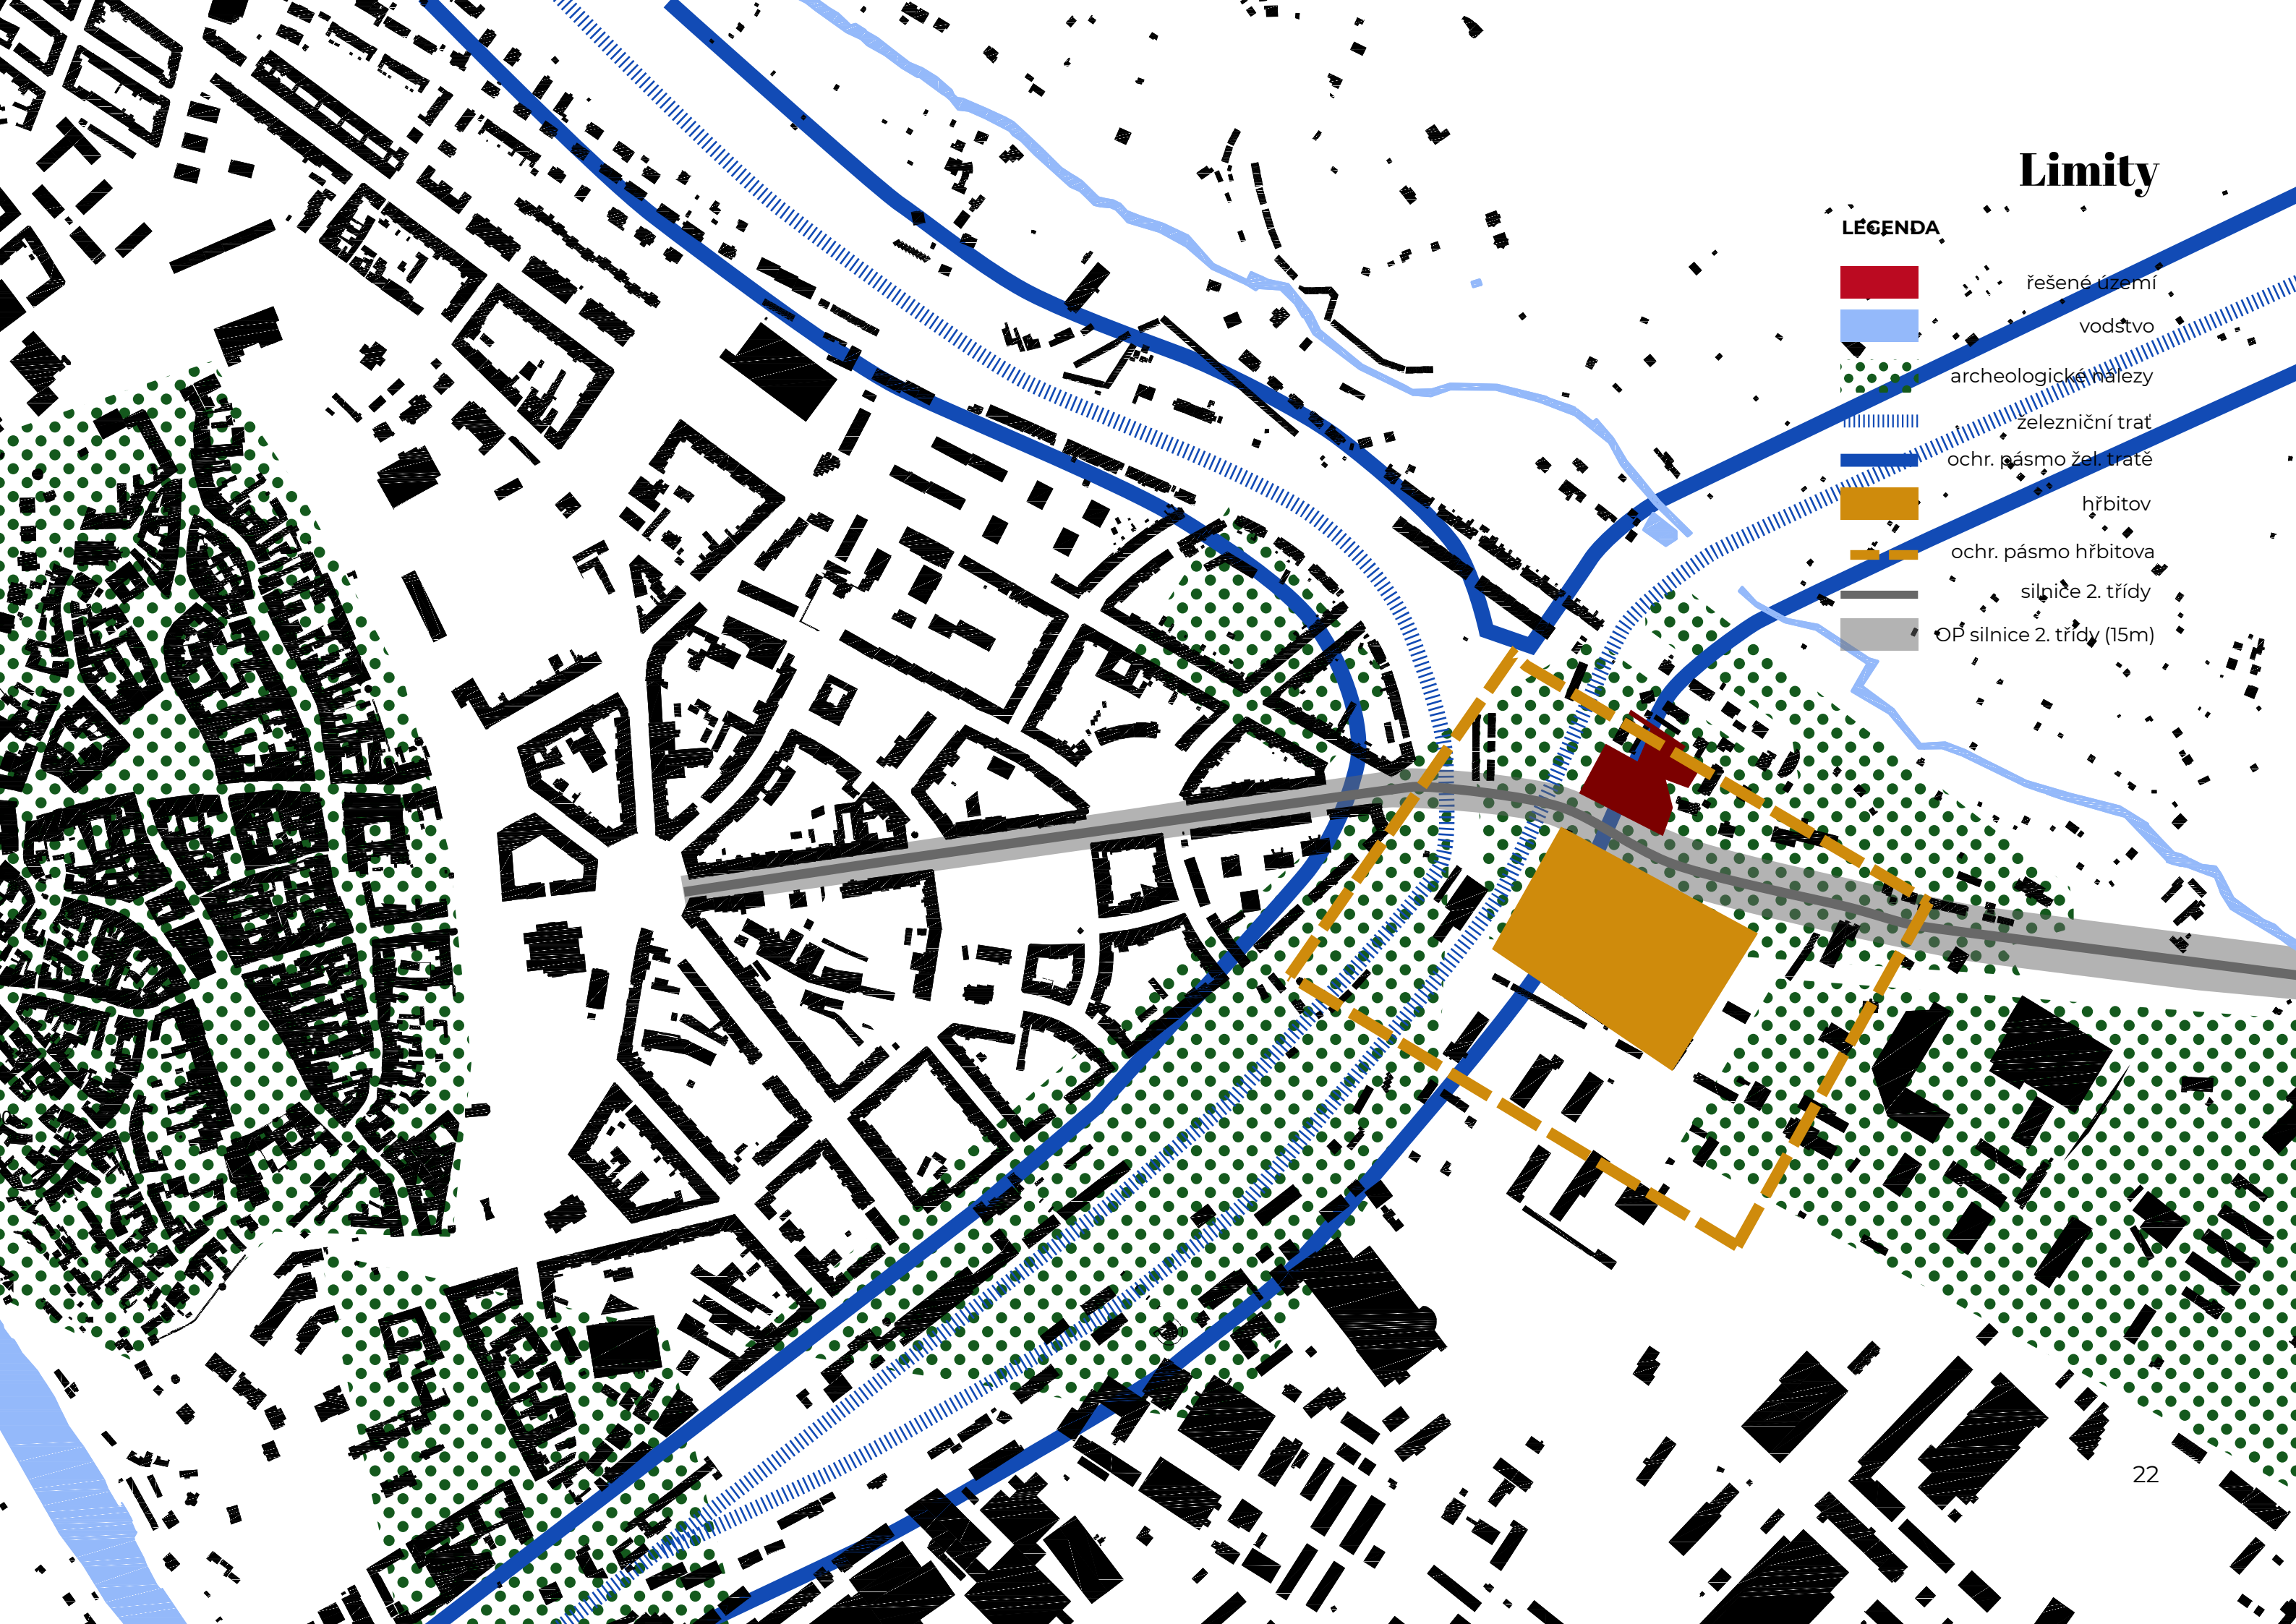 Limity
LEGENDA
řešené území
vodstvo
archeologické nálezy
železniční trať
ochr. pásmo žel. tratě
hřbitov
ochr. pásmo hřbitova
silnice 2. třídy
OP silnice 2. třídy (15m)
22